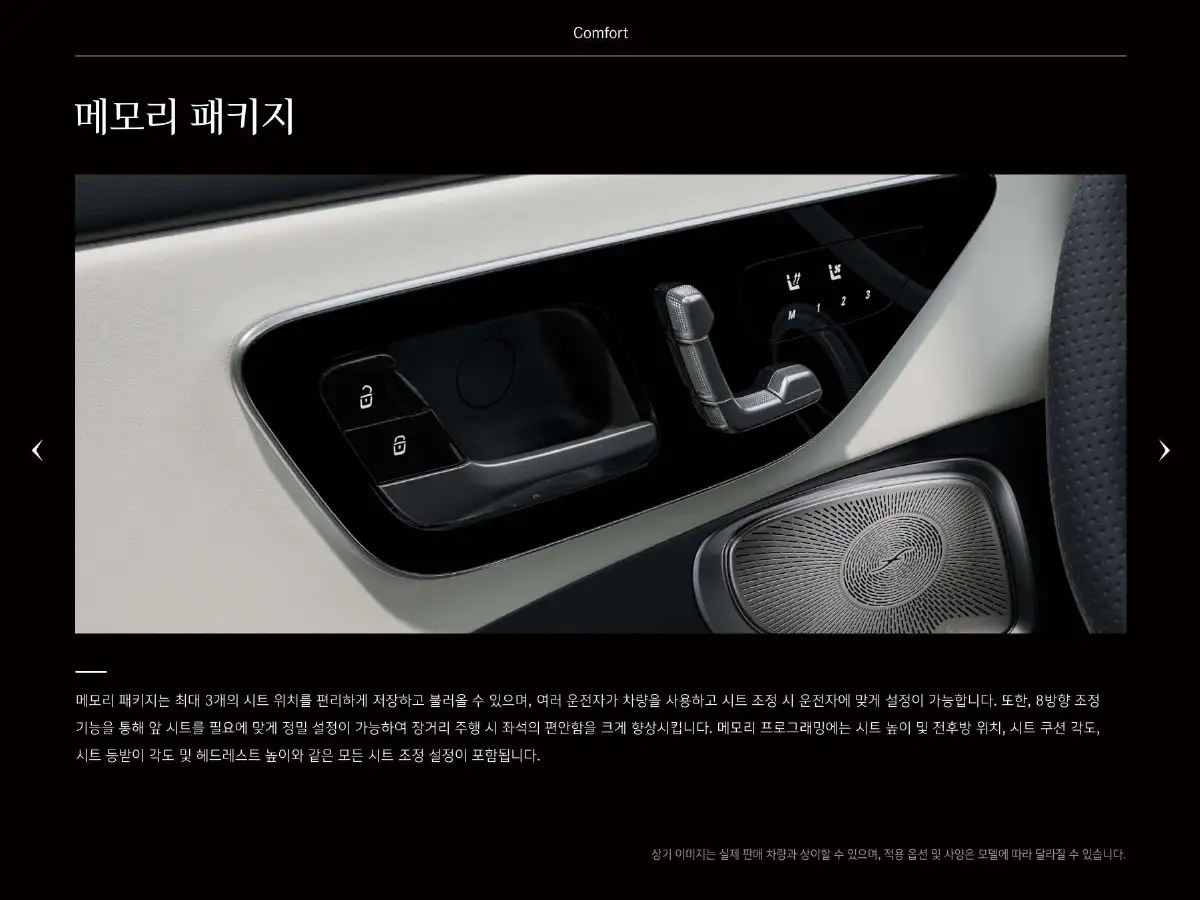 Comfort
메모리 패키지
M 1 2 3
메모리 패키지는 최대 3개의 시트 위치를 편리하게 저장하고 불러올 수 있으며, 여러 운전자가 차량을 사용하고 시트 조정 시 운전자에 맞게 설정이 가능합니다. 또한, 8방향 조정
기능을 통해 앞 시트를 필요에 맞게 정밀 설정이 가능하여 장거리 주행 시 좌석의 편안함을 크게 향상시킵니다. 메모리 프로그래밍에는 시트 높이 및 전후방 위치, 시트 쿠션 각도,
시트 등받이 각도 및 헤드레스트 높이와 같은 모든 시트 조정 설정이 포함됩니다.
상기 이미지는 실제 판매 차량과 상이할 수 있으며, 적용 옵션 및 사양은 모델에 따라 달라질 수 있습니다.